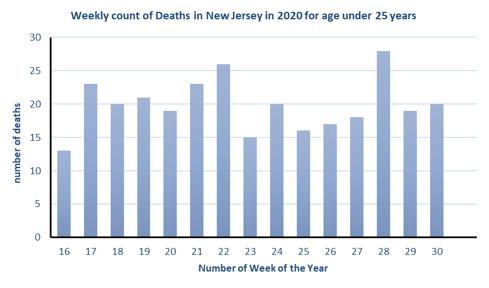 Weekly count of Deaths in New Jersey in 2020 for age under 25 years
number of deaths
30
25
20
15
10
5
0
16 17 18 19 20 21 22 23 24 25 26 27 28 29 30
Number of Week of the Year